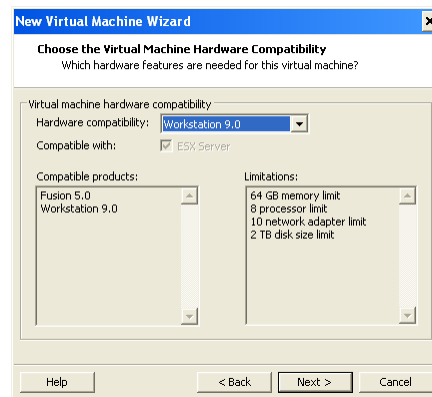 New Virtual Machine Wizard
Choose the Virtual Machine Hardware Compatibility
Which hardware features are needed for this virtual machine?
Virtual machine hardware compatibility
Hardware compatibility: Workstation 9.0
Compatible with: ESX Server
Compatible products: Limitations:
Fusion 5.0 64 GB memory limit
Workstation 9.0 8 processor limit
10 network adapter limit
2 TB disk size limit
Help < Back Next > Cancel